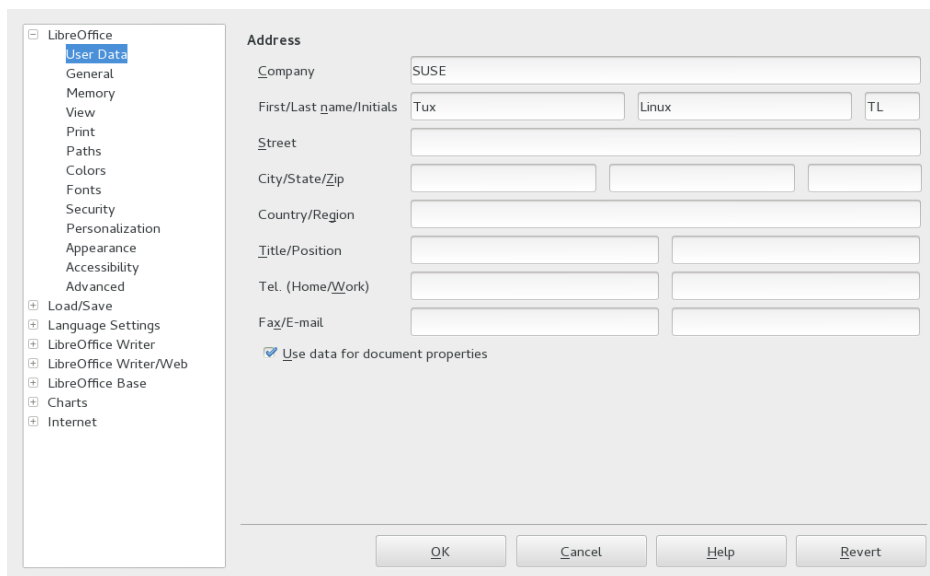 LibreOffice
User Data
General
Memory
View
Print
Paths
Colors
Fonts
Security
Personalization
Appearance
Accessibility
Advanced
Load/Save
Language Settings
LibreOffice Writer
LibreOffice Writer/Web
LibreOffice Base
Charts
Internet
Address
Company SUSE
First/Last name/Initials Tux Linux TL
Street
City/State/Zip
Country/Region
Title/Position
Tel. (Home/Work)
Fax/E-mail
Use data for document properties
OK Cancel Help Revert